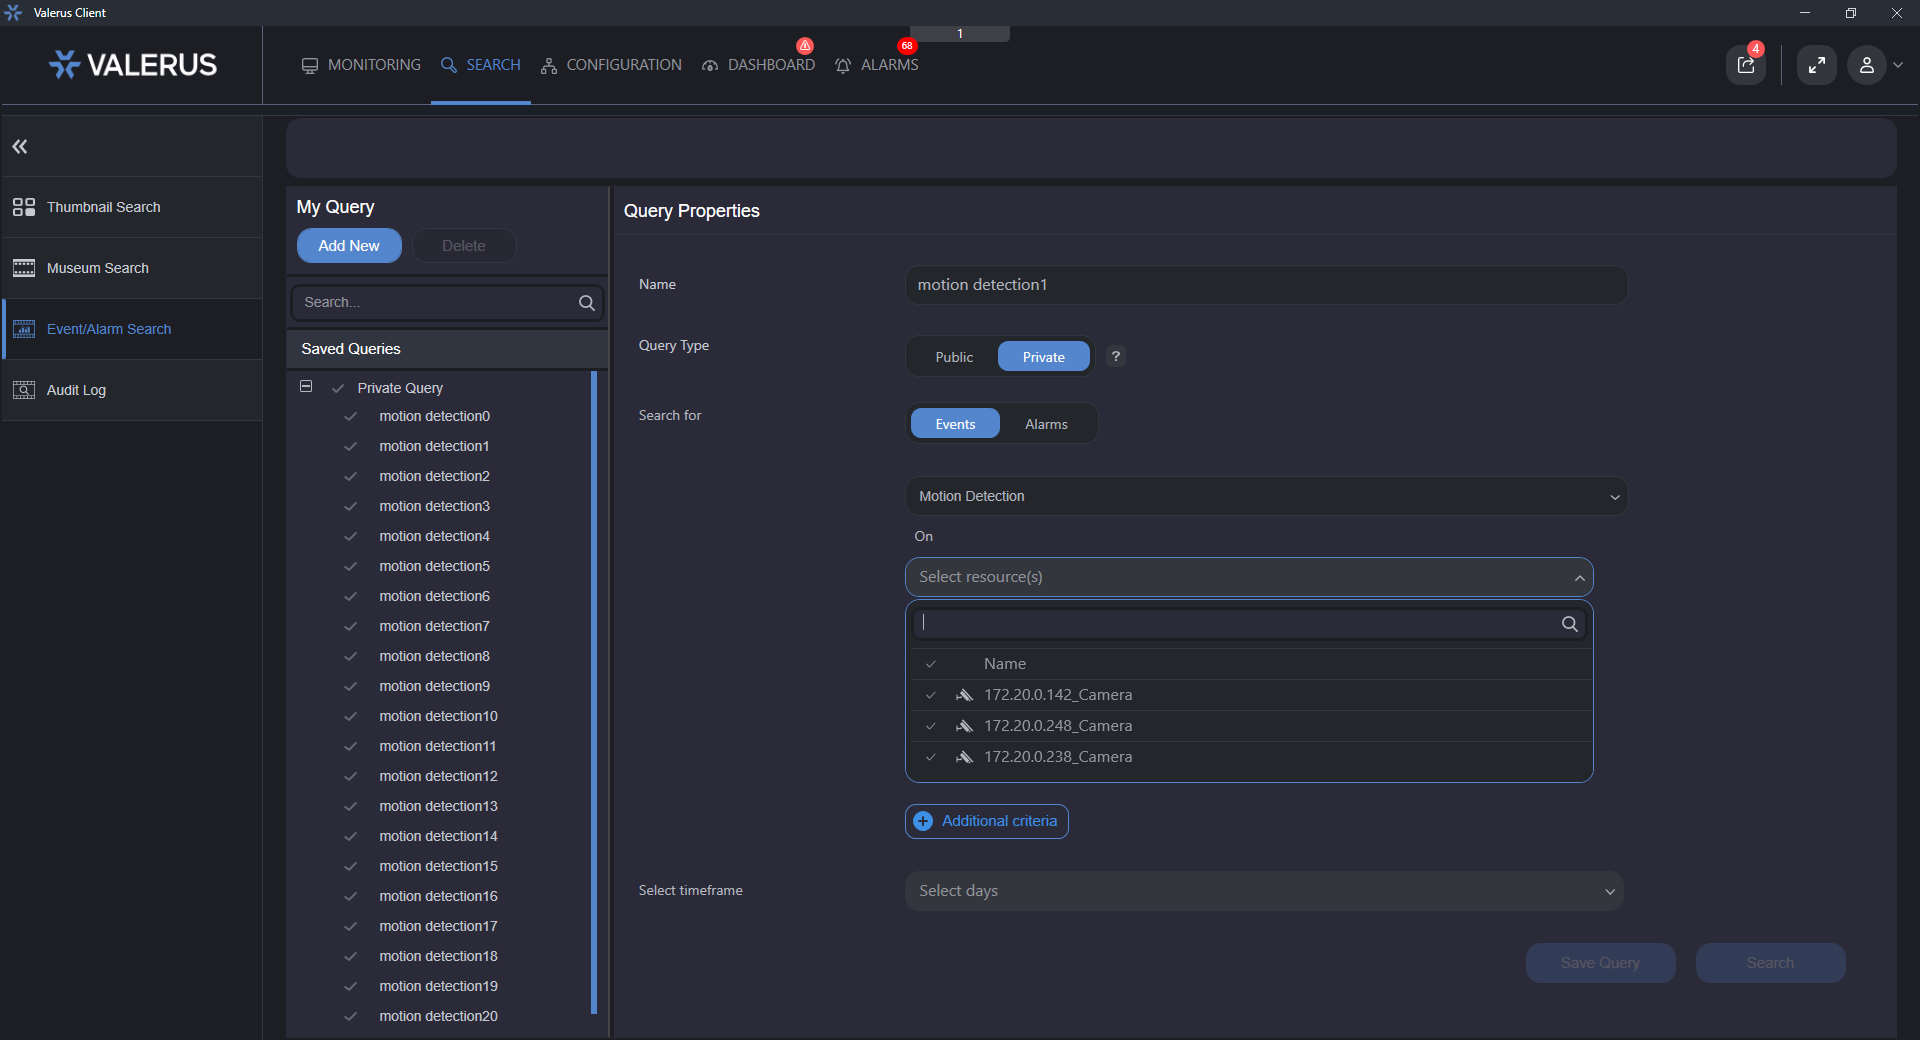 Valerus Client
VALERUS
MONITORING
SEARCH
CONFIGURATION
DASHBOARD
ALARMS
68
1
4
Thumbnail Search
Museum Search
Event/Alarm Search
Audit Log
My Query
Add New
Delete
Search...
Saved Queries
Private Query
motion detection0
motion detection1
motion detection2
motion detection3
motion detection4
motion detection5
motion detection6
motion detection7
motion detection8
motion detection9
motion detection10
motion detection11
motion detection12
motion detection13
motion detection14
motion detection15
motion detection16
motion detection17
motion detection18
motion detection19
motion detection20
Query Properties
Name
motion detection1
Query Type
Public
Private
?
Search for
Events
Alarms
Motion Detection
On
Select resource(s)
Name
172.20.0.142_Camera
172.20.0.248_Camera
172.20.0.238_Camera
Additional criteria
Select timeframe
Select days
Save Query
Search